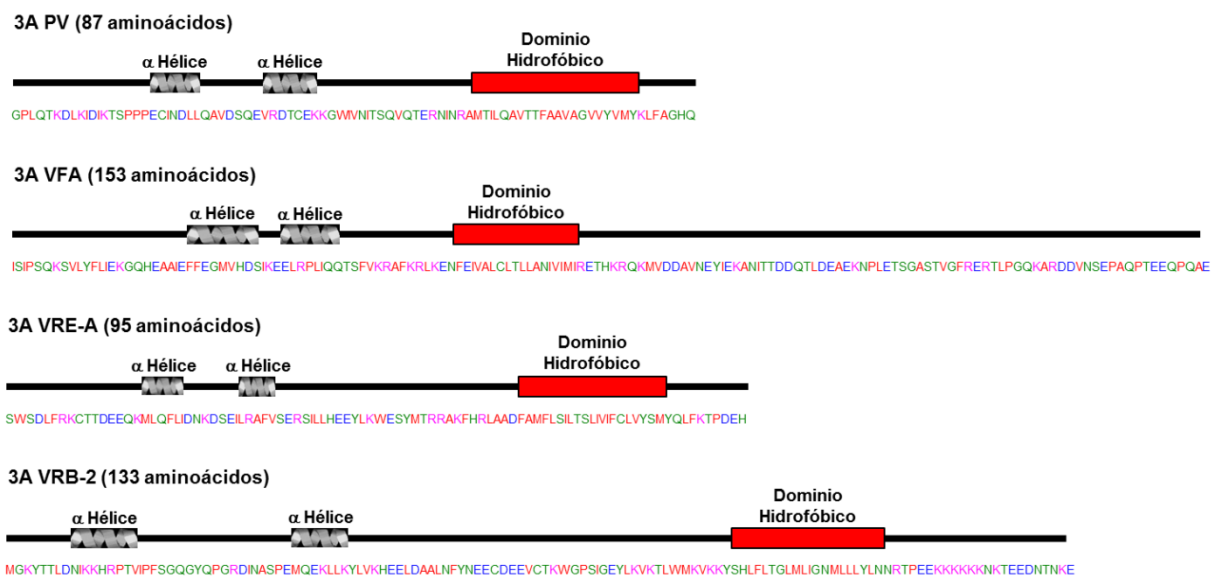 3A PV (87 aminoácidos)
Dominio
Hidrofóbico
α Hélice
α Hélice
GPLQTKDLKIDIKTSPPPECINDLLQAVDSQEVRDTCEKKGWIVNITSQVQTERNINRAMTILQAVTTFAAVAGVVYVMYKLFAGHQ
3A VFA (153 aminoácidos)
Dominio
Hidrofóbico
α Hélice
α Hélice
ISIPSQKSVLYFLIEKGQHEAAIEFFEGMVHDSIKEELRPLIQQTSFVKRAFKRLKENFEIVALCLTLLANIVIMIRETHKRQKMVDDAVNEYIEKANITTDDQTLDEAEKNPLETSGASTVGFRERTLPGQKARDDVNSEPAQPTEEQPQAE
3A VRE-A (95 aminoácidos)
Dominio
Hidrofóbico
α Hélice
α Hélice
SWSDLFRKCTTDEEQKMLQFLIDNKDSEILRAFVSERSILLHEEYLKWESYMTRRAKFHRLAADFAMFLSILTSLIVIFCLVYSMYQLFKTPDEH
3A VRB-2 (133 aminoácidos)
Dominio
Hidrofóbico
α Hélice
α Hélice
MGKYTTLDNIKKHRPTVIPFSGQGYQPGRDINASPEMQEKLLKYLVKHEELDAALNFYNEECDEEVCTKWGPSIGEYLKVKTLWMKVKKYSHLFLTGLMLIGNMLLLYLNNRTPEEKKKKKKNKTEEDNTNKE